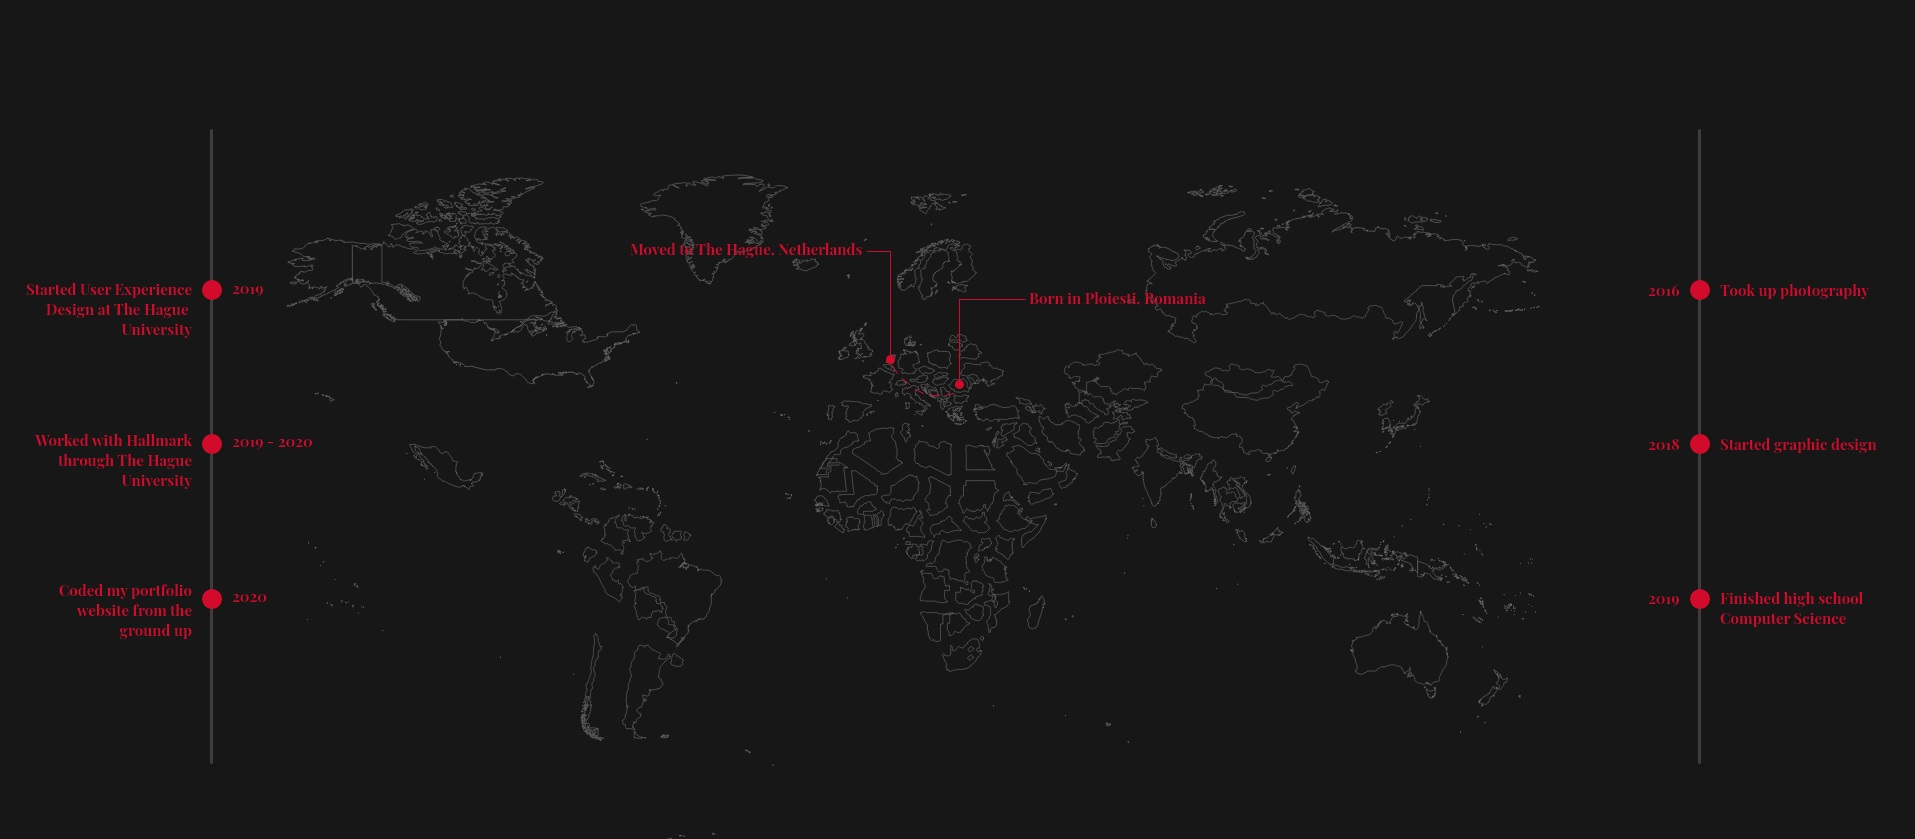 Started User Experience
Design at The Hague
University
2019
Worked with Hallmark
through The Hague
University
2019 - 2020
Coded my portfolio
website from the
ground up
2020
Moved to The Hague, Netherlands
Born in Ploiesti, Romania
2016
Took up photography
2018
Started graphic design
2019
Finished high school
Computer Science